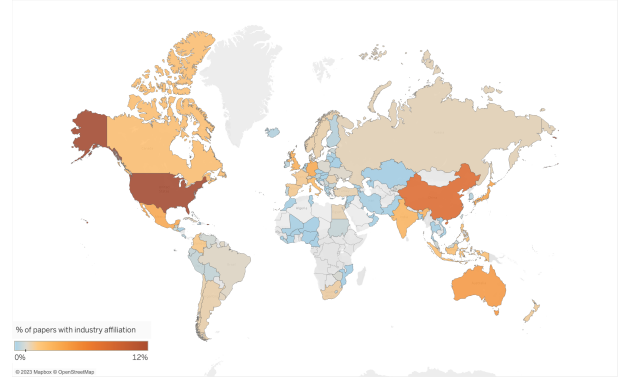 % of papers with industry affiliation
0%
12%
© 2023 Mapbox © OpenStreetMap